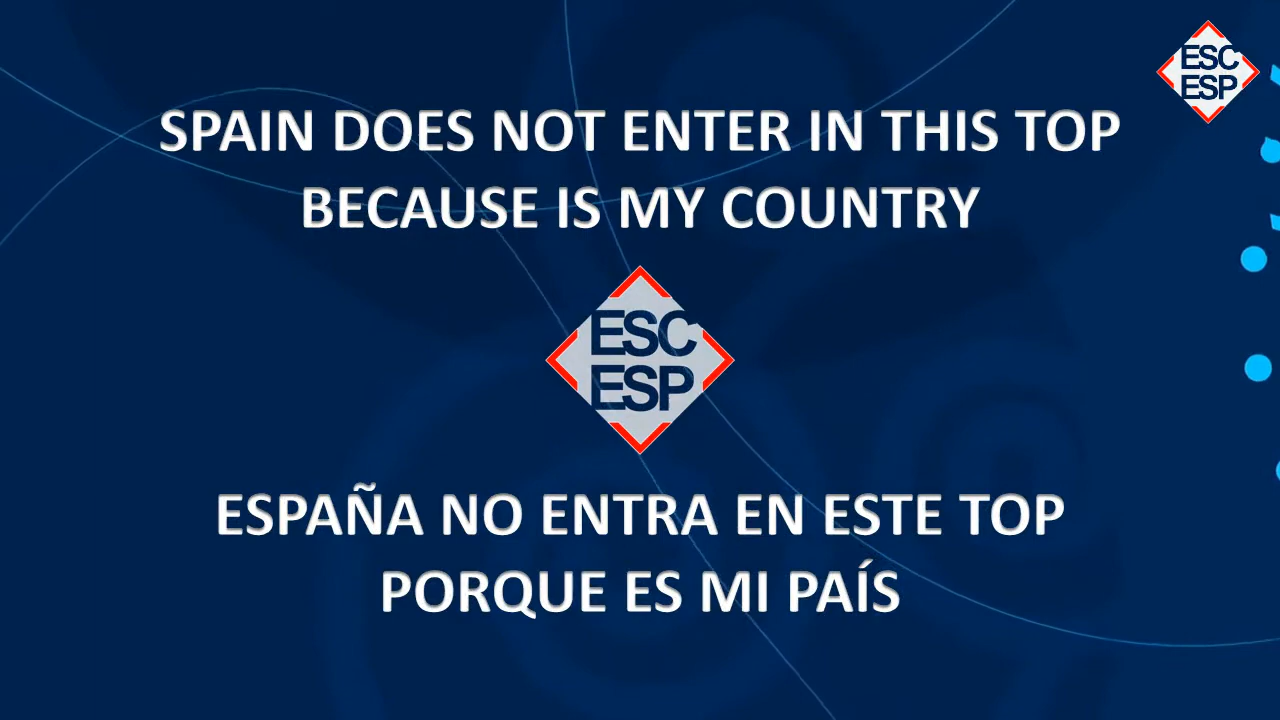 ESC
ESP
SPAIN DOES NOT ENTER IN THIS TOP
BECAUSE IS MY COUNTRY
ESC
ESP
ESPAÑA NO ENTRA EN ESTE TOP
PORQUE ES MI PAÍS